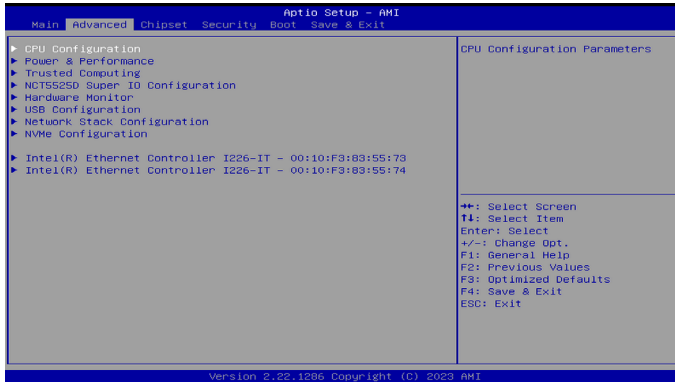 Aptio Setup – AMI
Main Advanced Chipset Security Boot Save & Exit
▶ CPU Configuration
▶ Power & Performance
▶ Trusted Computing
▶ NCT5525D Super IO Configuration
▶ Hardware Monitor
▶ USB Configuration
▶ Network Stack Configuration
▶ NVMe Configuration
▶ Intel(R) Ethernet Controller I226-IT – 00:10:F3:83:55:73
▶ Intel(R) Ethernet Controller I226-IT – 00:10:F3:83:55:74
CPU Configuration Parameters
→←: Select Screen
↑↓: Select Item
Enter: Select
+/-: Change Opt.
F1: General Help
F2: Previous Values
F3: Optimized Defaults
F4: Save & Exit
ESC: Exit
Version 2.22.1286 Copyright (C) 2023 AMI